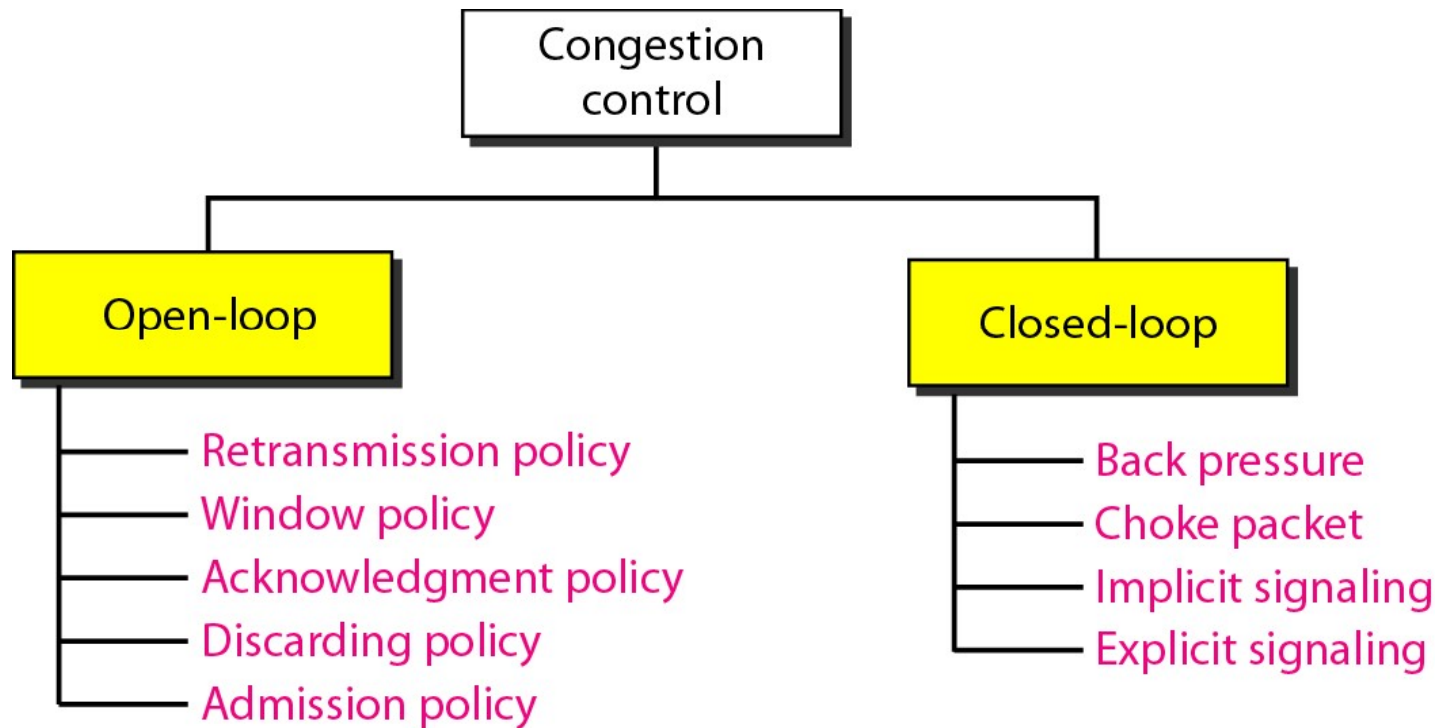 Congestion
control
Open-loop
Retransmission policy
Window policy
Acknowledgment policy
Discarding policy
Admission policy
Closed-loop
Back pressure
Choke packet
Implicit signaling
Explicit signaling